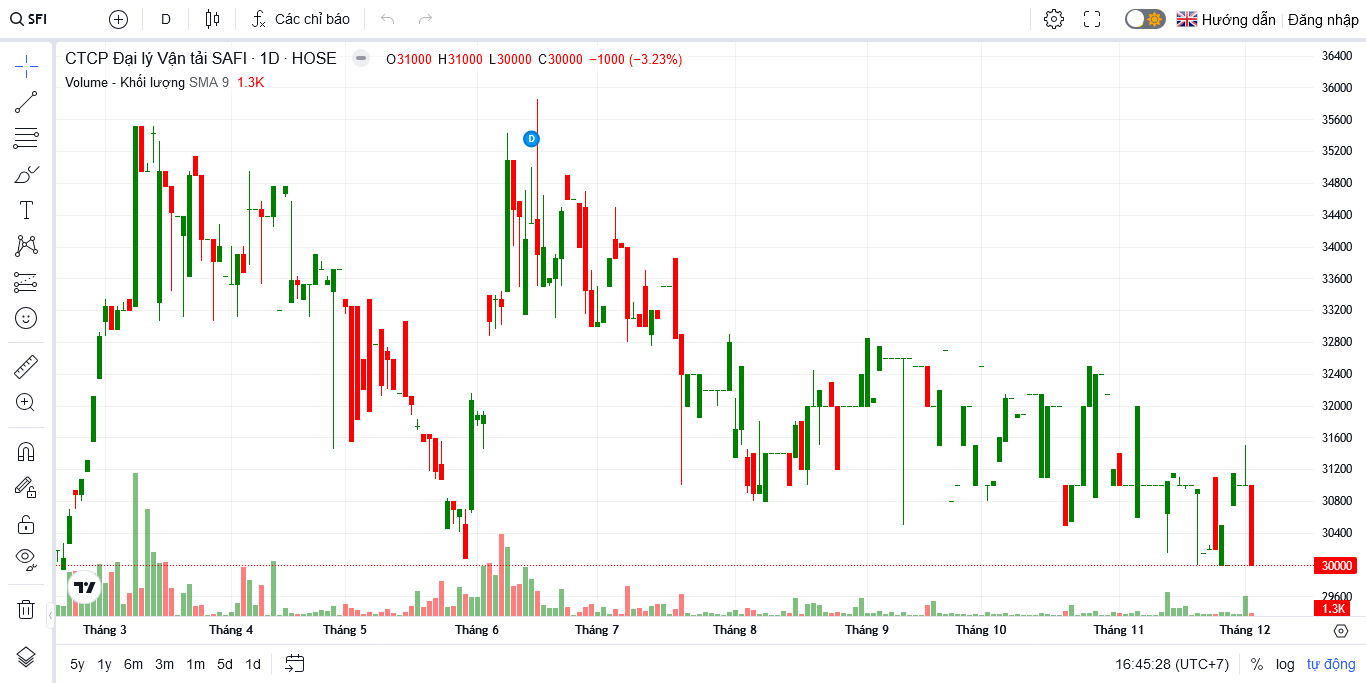 SFI D Các chỉ báo Hướng dẫn Đăng nhập
CTCP Đại lý Vận tải SAFI · 1D · HOSE O31000 H31000 L30000 C30000 −1000 (−3.23%)
Volume - Khối lượng SMA 9 1.3K
D
36400
36000
35600
35200
34800
34400
34000
33600
33200
32800
32400
32000
31600
31200
30800
30400
30000
29600
1.3K
Tháng 3 Tháng 4 Tháng 5 Tháng 6 Tháng 7 Tháng 8 Tháng 9 Tháng 10 Tháng 11 Tháng 12
5y 1y 6m 3m 1m 5d 1d 16:45:28 (UTC+7) % log tự động